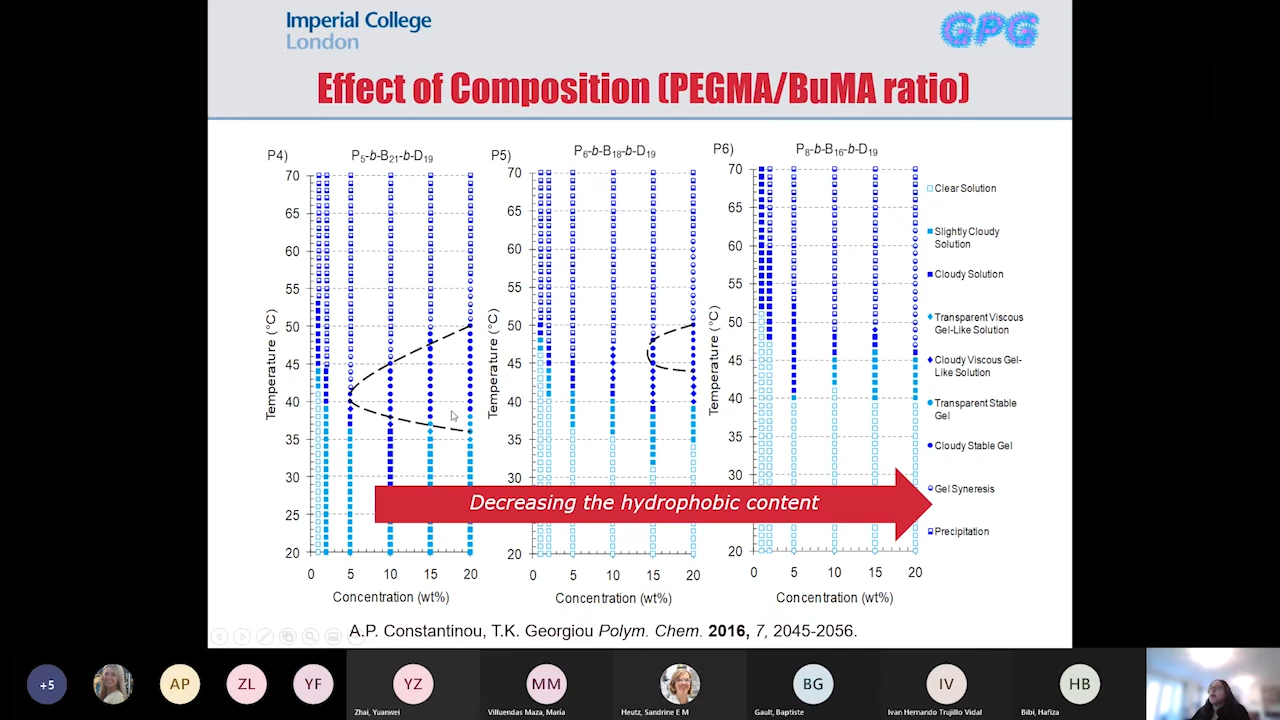 Imperial College
London
GPG
Effect of Composition (PEGMA/BuMA ratio)
P4)
P5-b-B21-b-D19
P5)
P6-b-B18-b-D19
P6)
P8-b-B16-b-D19
70
65
60
55
50
45
40
35
30
25
20
Temperature (°C)
0 5 10 15 20
Concentration (wt%)
70
65
60
55
50
45
40
35
30
20
Temperature (°C)
0 5 10 15 20
Concentration (wt%)
70
65
60
55
50
45
40
35
30
20
Temperature (°C)
0 5 10 15 20
Concentration (wt%)
Clear Solution
Slightly Cloudy
Solution
Cloudy Solution
Transparent Viscous
Gel-Like Solution
Cloudy Viscous Gel-
Like Solution
Transparent Stable
Gel
Cloudy Stable Gel
Gel Syneresis
Precipitation
Decreasing the hydrophobic content
A.P. Constantinou, T.K. Georgiou Polym. Chem. 2016, 7, 2045-2056.
+5
AP
ZL
YF
YZ
Zhai, Yuanwei
MM
Villuendas Maza, Maria
Heutz, Sandrine E M
BG
Gault, Baptiste
IV
Ivan Hernando Trujillo Vidal
HB
Bibi, Hafiza